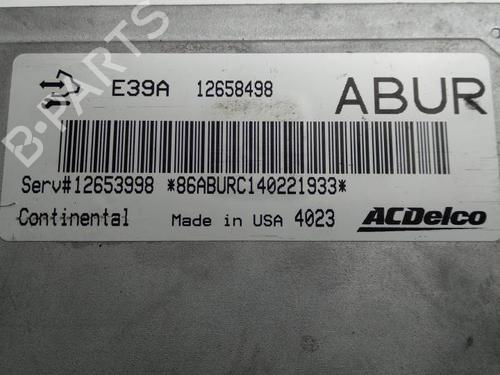 E39A 12658498 ABUR
Serv#12653998 *86ABURC140221933*
Continental Made in USA 4023 ACDelco
B-PARTS